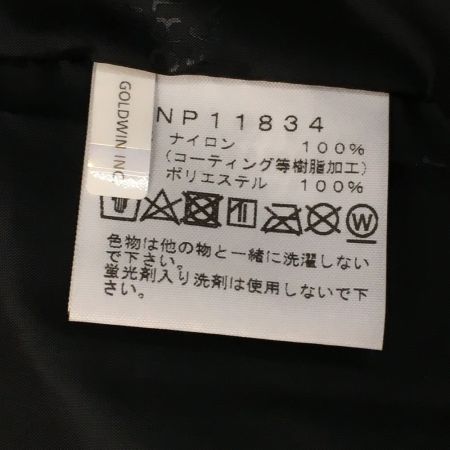 GOLDWIN INC.
NP11834
ナイロン 100%
(コーティング等樹脂加工)
ポリエステル 100%
W
色物は他の物と一緒に洗濯しない
で下さい。
蛍光剤入り洗剤は使用しないで下
さい。